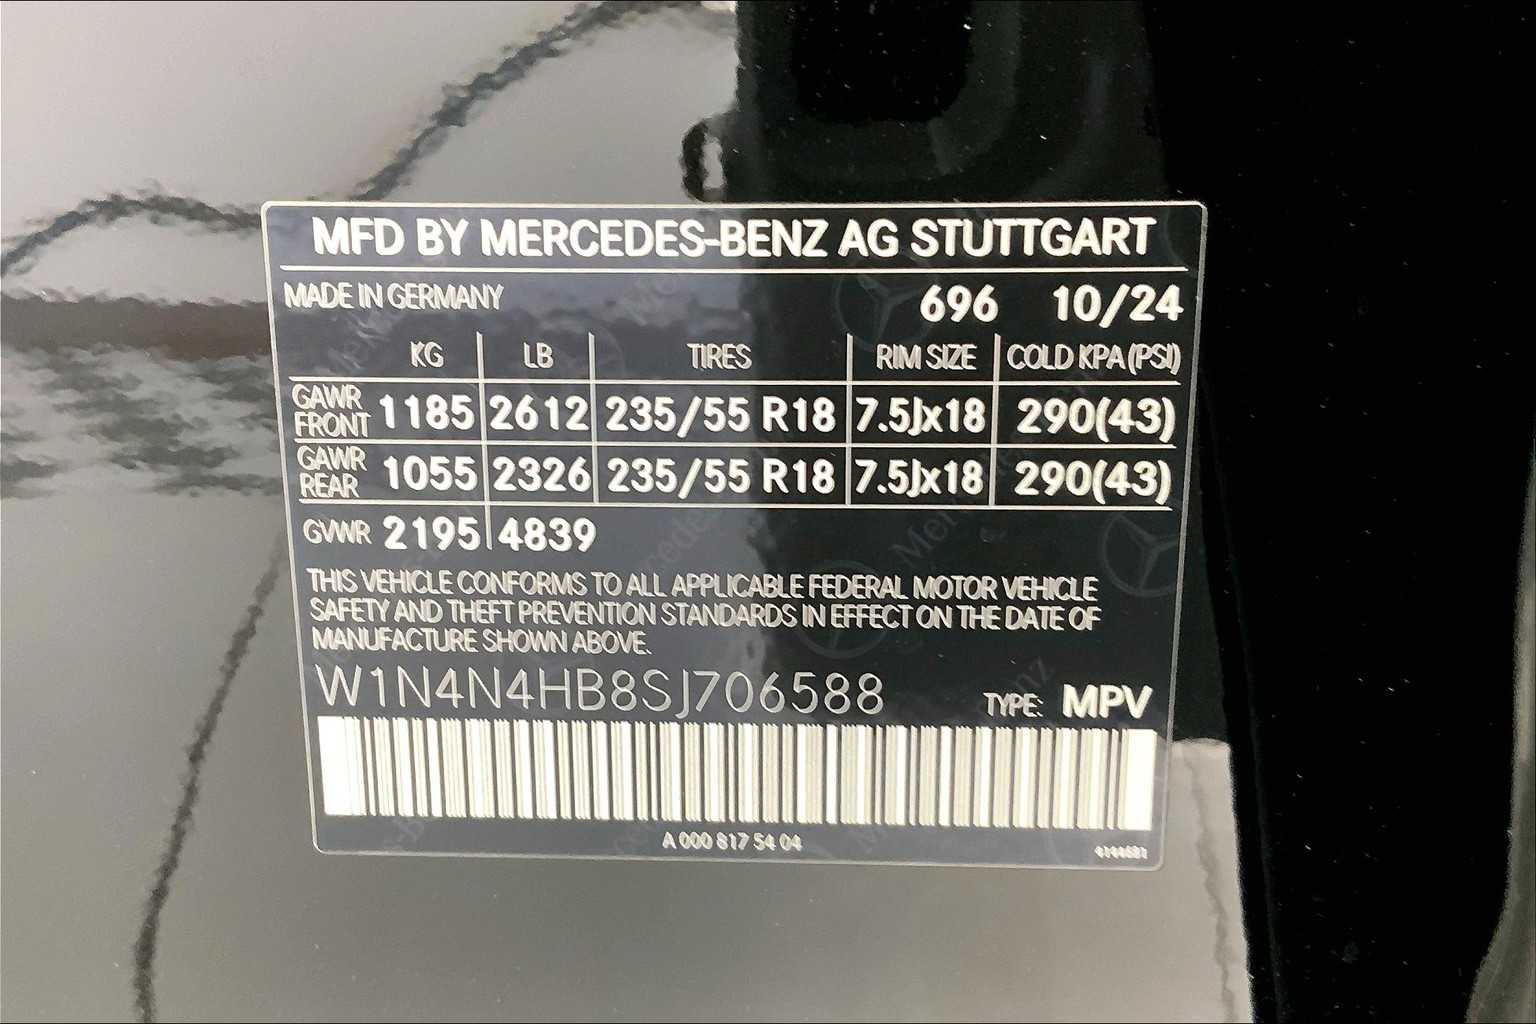 MFD BY MERCEDES-BENZ AG STUTTGART
MADE IN GERMANY 696 10/24
KG LB TIRES RIM SIZE COLD KPA (PSI)
GAWR FRONT 1185 2612 235/55 R18 7.5Jx18 290(43)
GAWR REAR 1055 2326 235/55 R18 7.5Jx18 290(43)
GVWR 2195 4839
THIS VEHICLE CONFORMS TO ALL APPLICABLE FEDERAL MOTOR VEHICLE
SAFETY AND THEFT PREVENTION STANDARDS IN EFFECT ON THE DATE OF
MANUFACTURE SHOWN ABOVE.
W1N4N4HB8SJ706588 TYPE: MPV
A 000 817 54 04